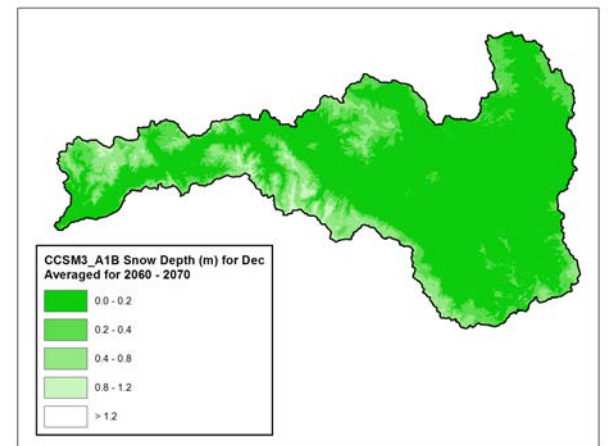 CCSM3_A1B Snow Depth (m) for Dec
Averaged for 2060 - 2070
0.0 - 0.2
0.2 - 0.4
0.4 - 0.8
0.8 - 1.2
> 1.2